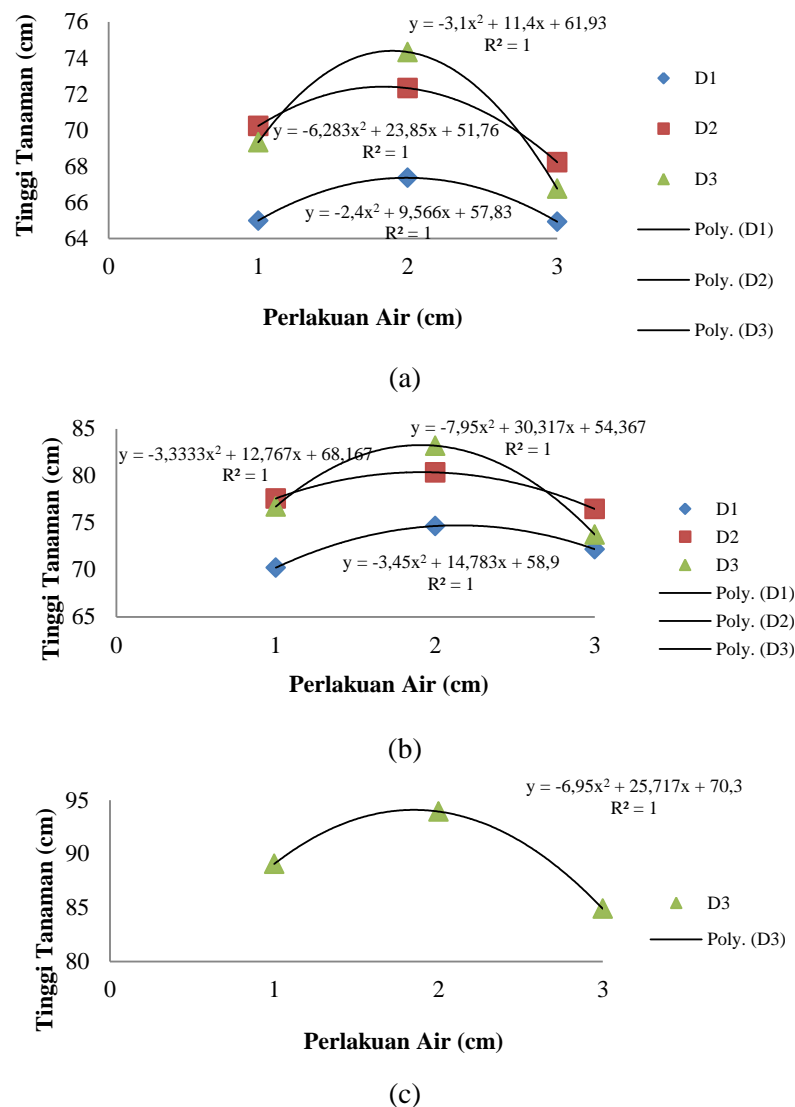 Tinggi Tanaman (cm)
76
74
72
70
68
66
64
0
1
2
3
y = -3,1x² + 11,4x + 61,93
R² = 1
y = -6,283x² + 23,85x + 51,76
R² = 1
y = -2,4x² + 9,566x + 57,83
R² = 1
D1
D2
D3
Poly. (D1)
Poly. (D2)
Poly. (D3)
Perlakuan Air (cm)
(a)
Tinggi Tanaman (cm)
85
80
75
70
65
0
1
2
3
y = -7,95x² + 30,317x + 54,367
R² = 1
y = -3,3333x² + 12,767x + 68,167
R² = 1
y = -3,45x² + 14,783x + 58,9
R² = 1
D1
D2
D3
Poly. (D1)
Poly. (D2)
Poly. (D3)
Perlakuan Air (cm)
(b)
Tinggi Tanaman (cm)
95
90
85
80
0
1
2
3
y = -6,95x² + 25,717x + 70,3
R² = 1
D3
Poly. (D3)
Perlakuan Air (cm)
(c)